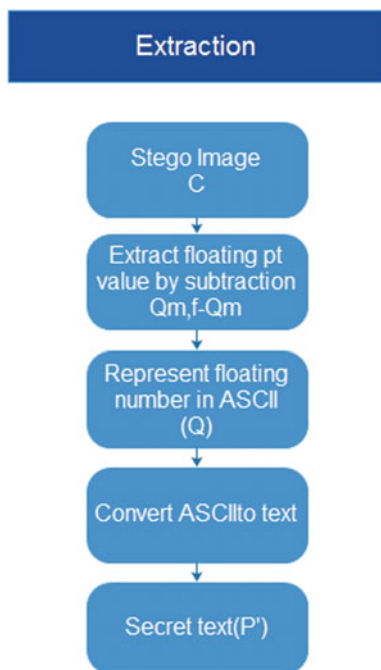 Extraction
Stego Image
C
Extract floating pt
value by subtraction
Qm,f-Qm
Represent floating
number in ASCII
(Q)
Convert ASCIIto text
Secret text(P')